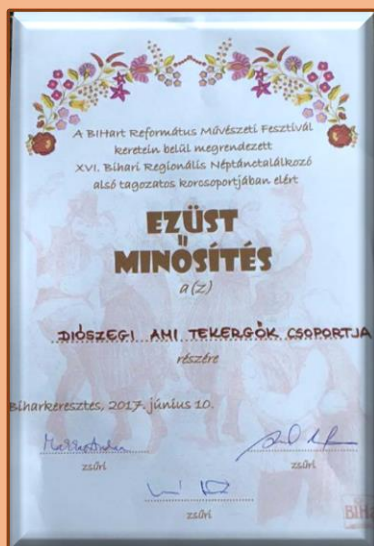 A BIHart Református Művészeti Fesztivál
keretein belül megrendezett
XVI. Bihari Regionális Néptánctalálkozó
alsó tagozatos korcsoportjában elért
EZÜST
MINŐSÍTÉS
a(z)
DIÓSZEGI AMI TEKERGŐK CSOPORTJA
részére
Biharkeresztes, 2017. június 10.
zsűri
zsűri
zsűri